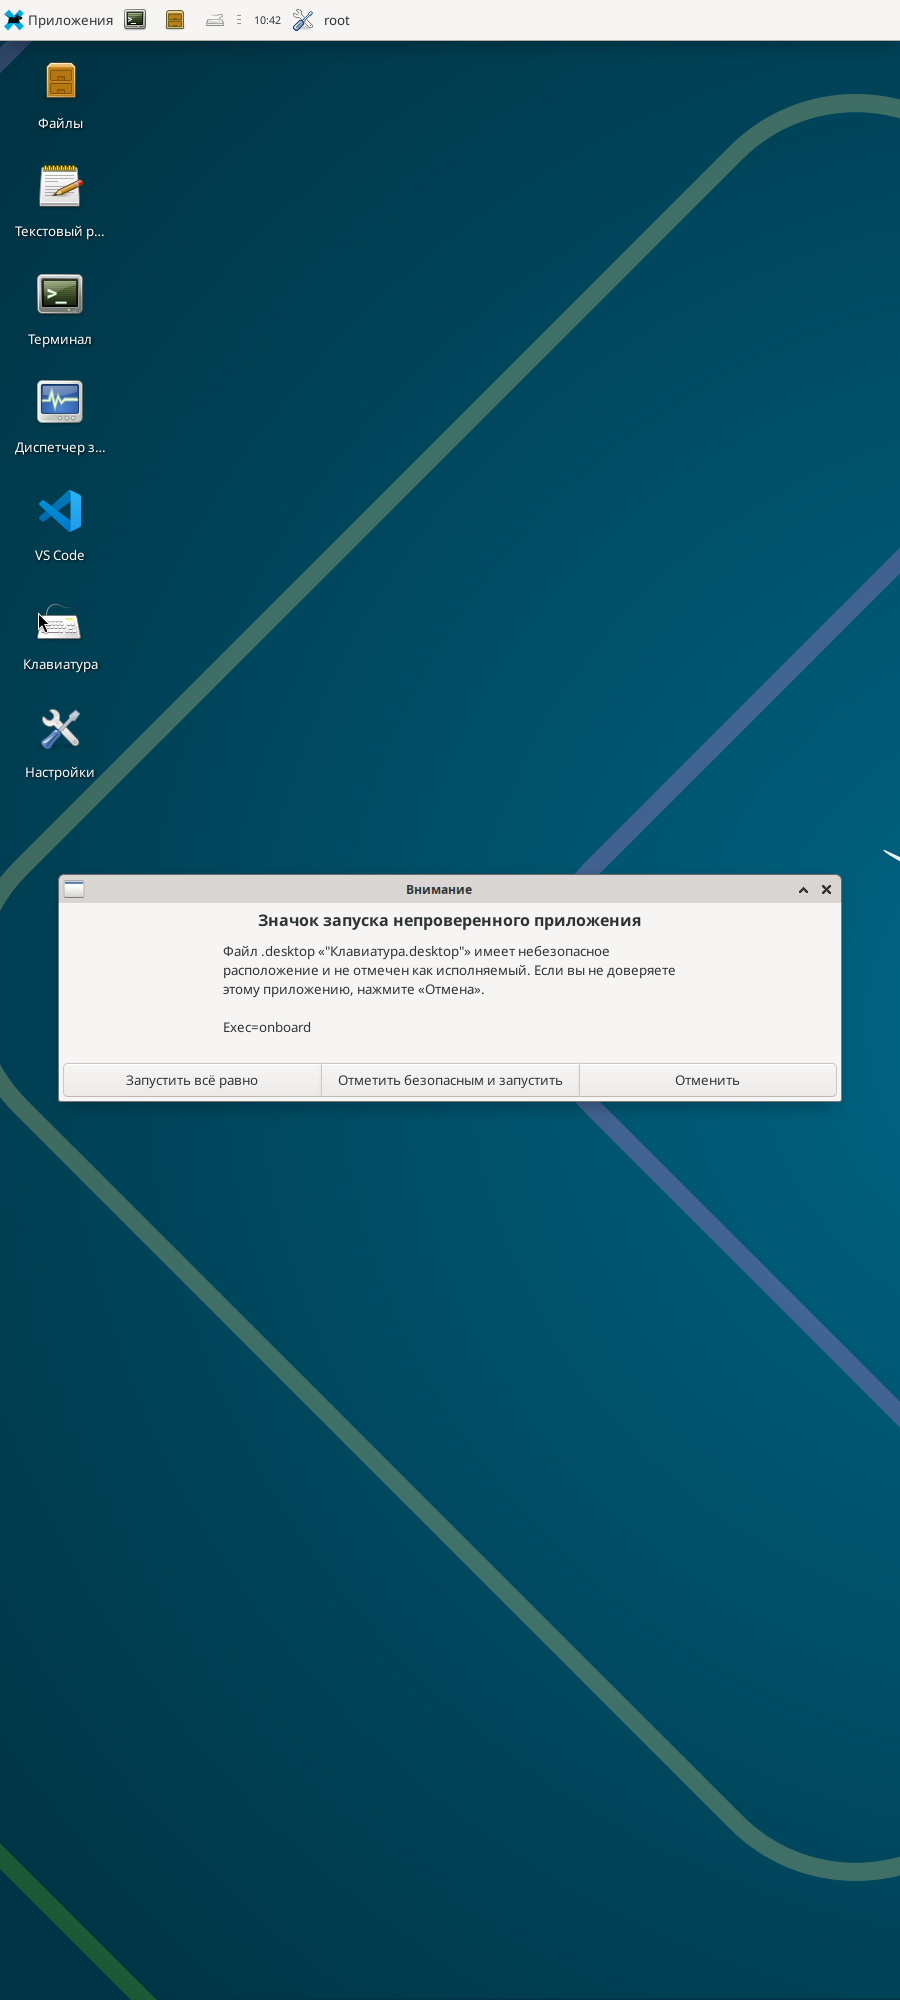 Приложения
10:42
root
Файлы
Текстовый р...
Терминал
Диспетчер з...
VS Code
Клавиатура
Настройки
Внимание
Значок запуска непроверенного приложения
Файл .desktop «"Клавиатура.desktop"» имеет небезопасное
расположение и не отмечен как исполняемый. Если вы не доверяете
этому приложению, нажмите «Отмена».
Exec=onboard
Запустить всё равно
Отметить безопасным и запустить
Отменить